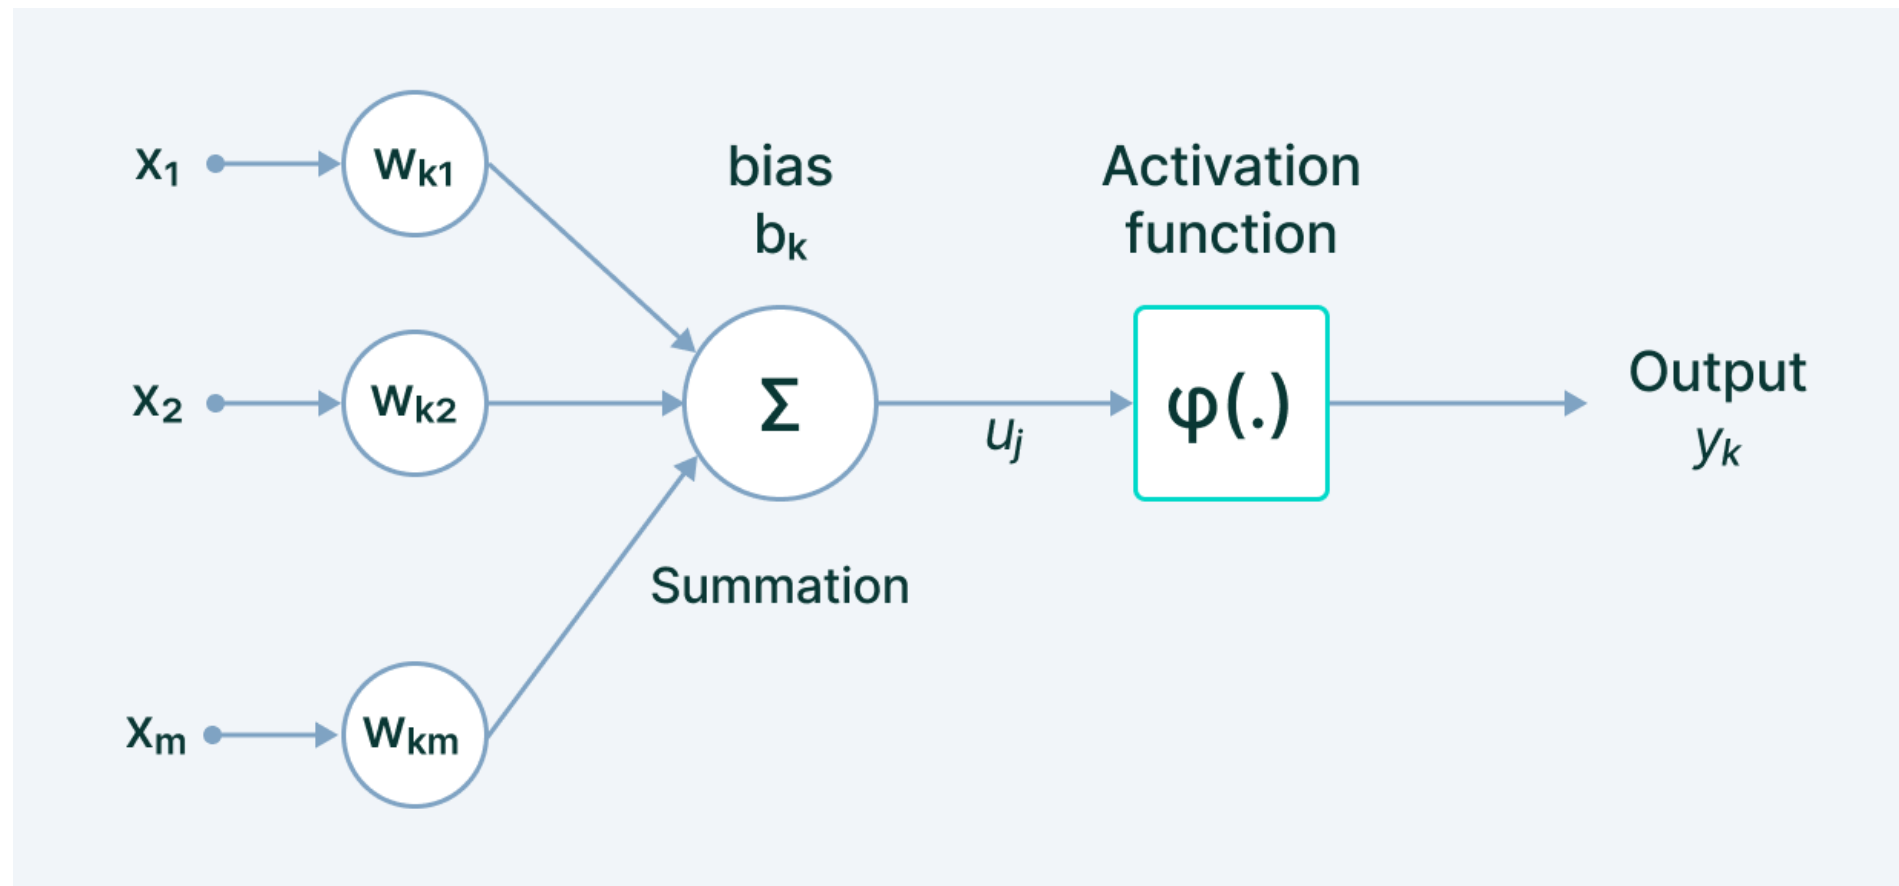 x₁
wₖ₁
bias
bₖ
Activation
function
x₂
wₖ₂
Σ
uⱼ
φ(.)
Output
yₖ
Summation
xₘ
wₖₘ